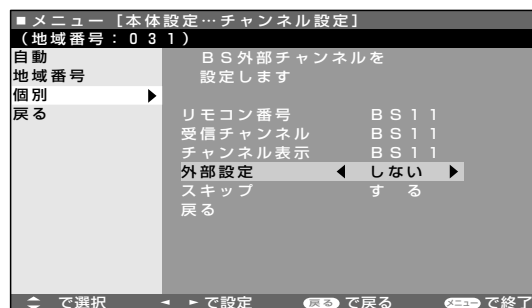 ■メニュー [本体設定…チャンネル設定]
(地域番号:031)
自動
地域番号
個別 ▶
戻る
BS外部チャンネルを
設定します
リモコン番号 BS11
受信チャンネル BS11
チャンネル表示 BS11
外部設定 ◀ しない ▶
スキップ する
戻る
で選択 ◀ ▶で設定 戻る で戻る メニュー で終了